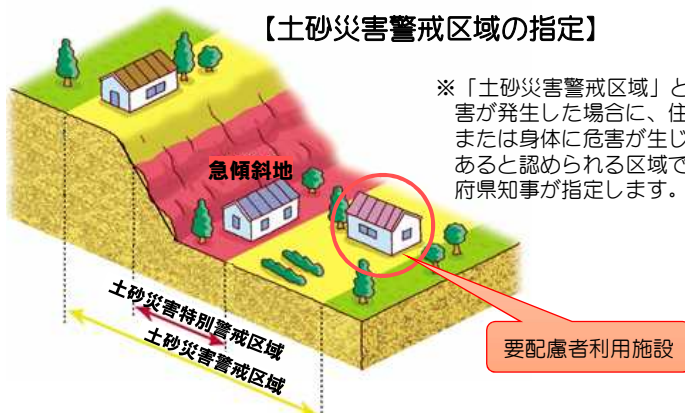 【土砂災害警戒区域の指定】
※「土砂災害警戒区域」と
害が発生した場合に、住
または身体に危害が生じ
あると認められる区域で
府県知事が指定します。
急傾斜地
土砂災害特別警戒区域
土砂災害警戒区域
要配慮者利用施設